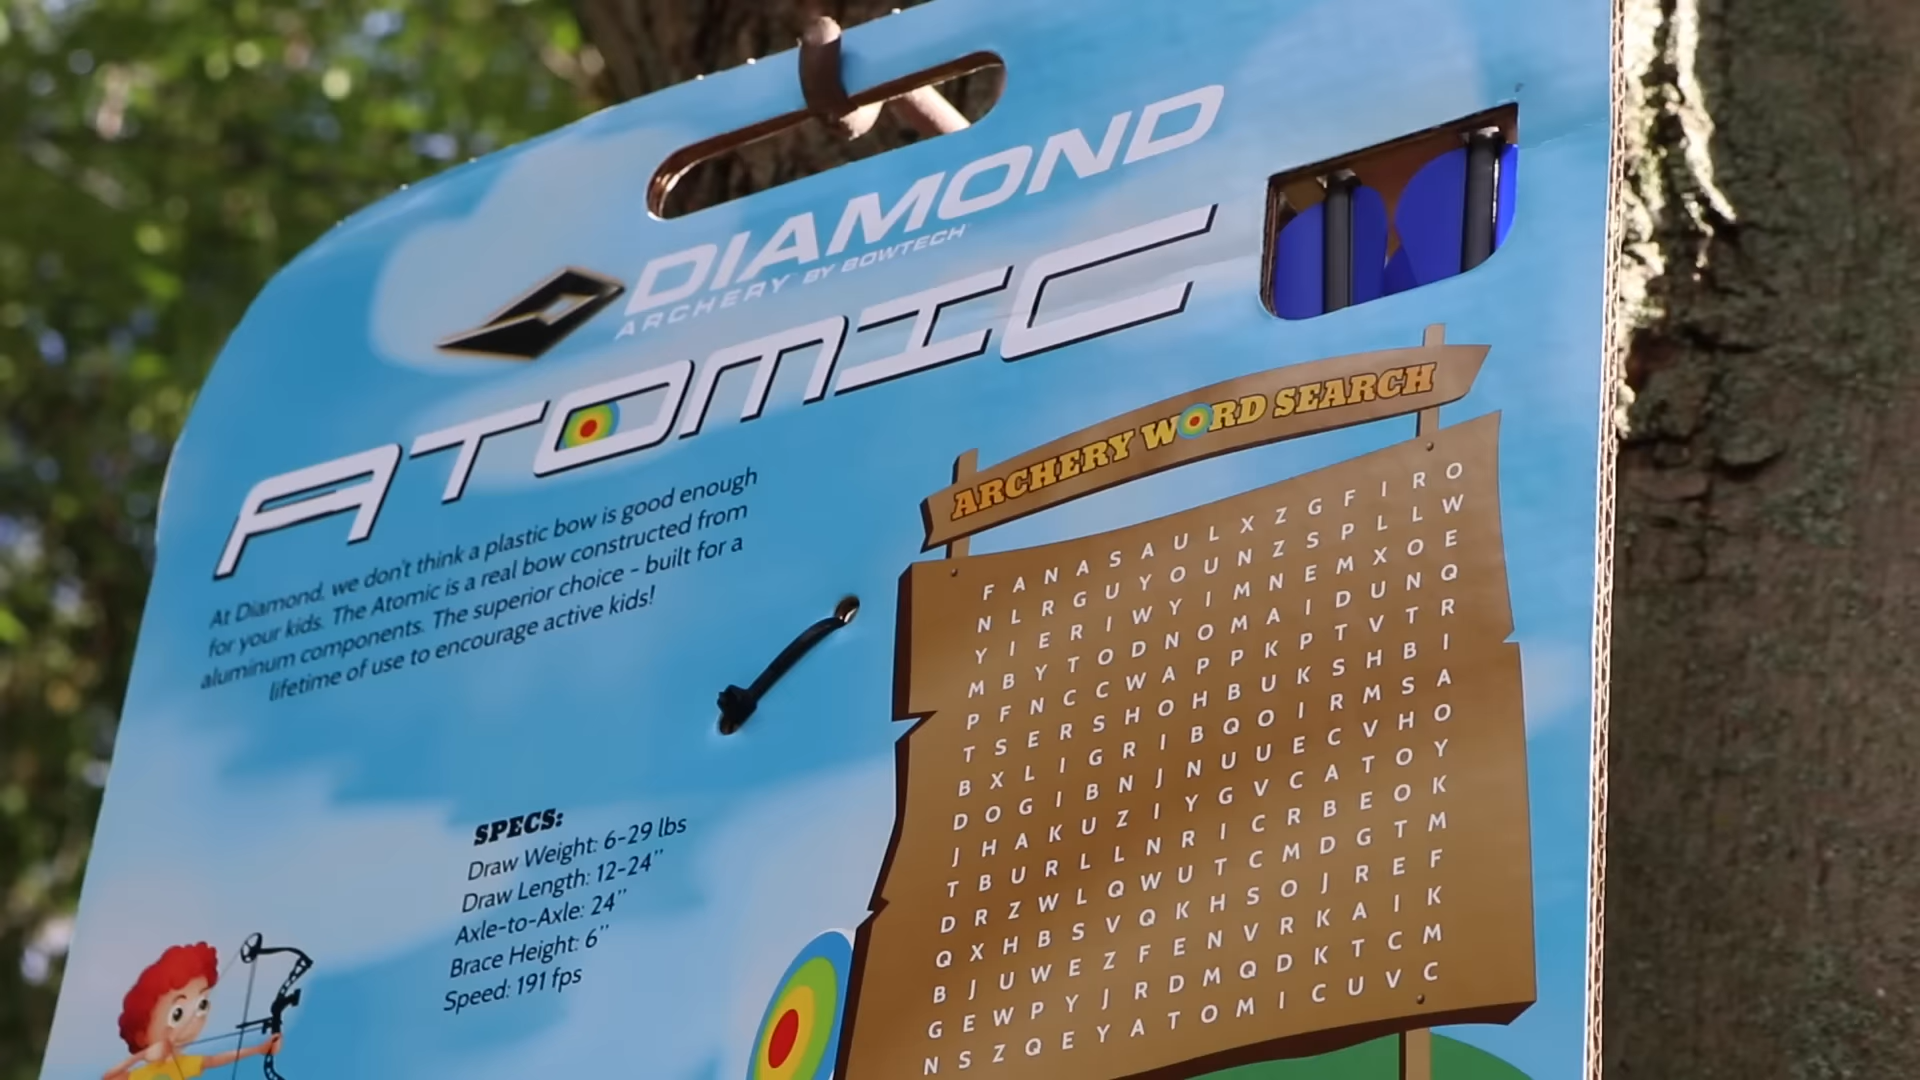 DIAMOND
ARCHERY BY BOWTECH
ATOMIC
At Diamond, we don't think a plastic bow is good enough
for your kids. The Atomic is a real bow constructed from
aluminum components. The superior choice - built for a
lifetime of use to encourage active kids!
SPECS:
Draw Weight: 6-29 lbs
Draw Length: 12-24"
Axle-to-Axle: 24"
Brace Height: 6"
Speed: 191 fps
ARCHERY WORD SEARCH
F A N A S A U L X Z G F I R O
N L R G U Y O U N Z S P L L W
Y I E R I W Y I M N E M X O E
M B Y T O D N O M A I D U N Q
P F N C C W A P P K P T V T R
T S E R S H O H B U K S H B I
B X L I G R I B Q O I R M S A
D O G I B N J N U U E C V H O
J H A K U Z I Y G V C A T O Y
T B U R L L N R I C R B E O K
D R Z W L Q W U T C M D G T M
Q X H B S V Q K H S O J R E F
B J U W E Z F E N V R K A I K
G E W P Y J R D M Q D K T C M
N S Z Q E Y A T O M I C U V C